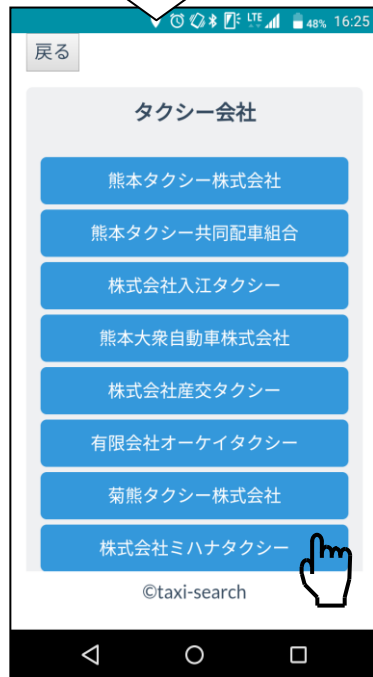 LTE 48% 16:25
戻る
タクシー会社
熊本タクシー株式会社
熊本タクシー共同配車組合
株式会社入江タクシー
熊本大衆自動車株式会社
株式会社産交タクシー
有限会社オーケイタクシー
菊熊タクシー株式会社
株式会社ミハナタクシー
©taxi-search